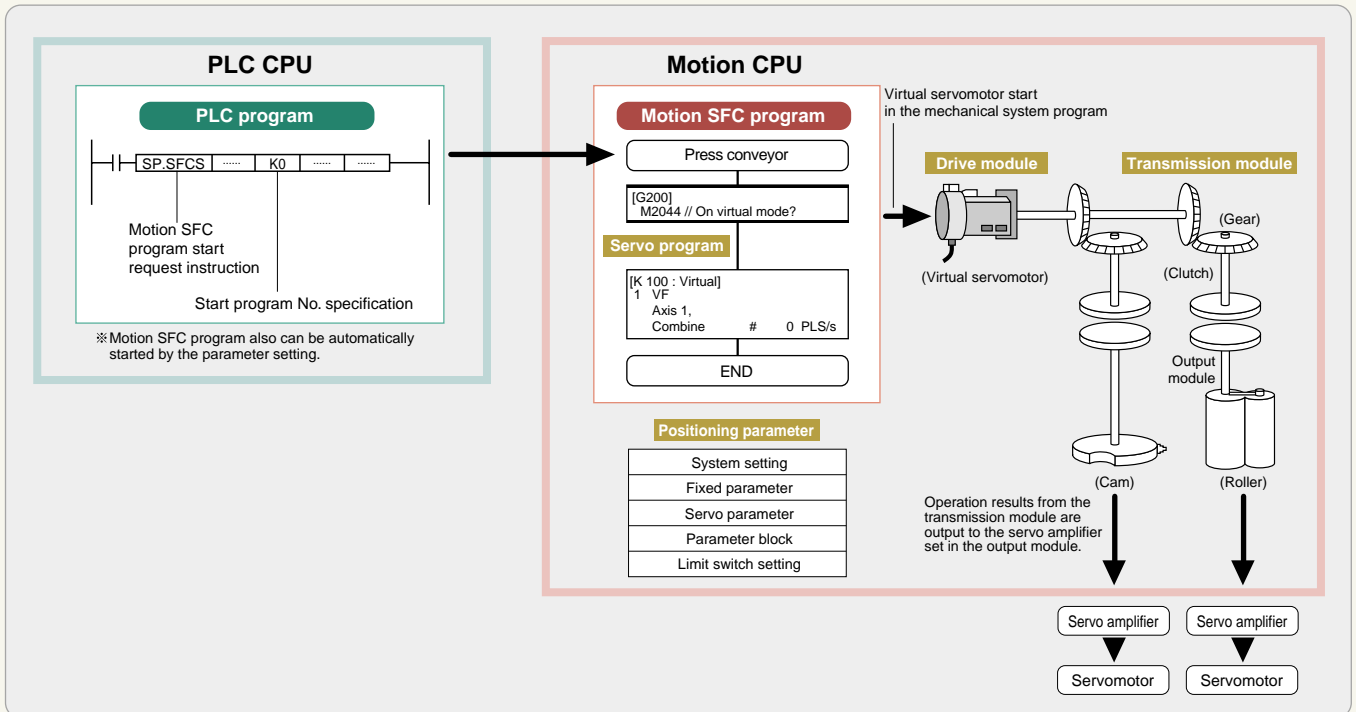 PLC CPU
PLC program
SP.SFCS ...... K0 ...... ......
Motion SFC
program start
request instruction
Start program No. specification
※Motion SFC program also can be automatically
started by the parameter setting.
Motion CPU
Motion SFC program
Press conveyor
[G200]
M2044 // On virtual mode?
Servo program
[K 100 : Virtual]
1 VF
Axis 1,
Combine # 0 PLS/s
END
Positioning parameter
System setting
Fixed parameter
Servo parameter
Parameter block
Limit switch setting
Virtual servomotor start
in the mechanical system program
Drive module
Transmission module
(Virtual servomotor)
(Gear)
(Clutch)
Output
module
(Cam)
(Roller)
Operation results from the
transmission module are
output to the servo amplifier
set in the output module.
Servo amplifier
Servo amplifier
Servomotor
Servomotor